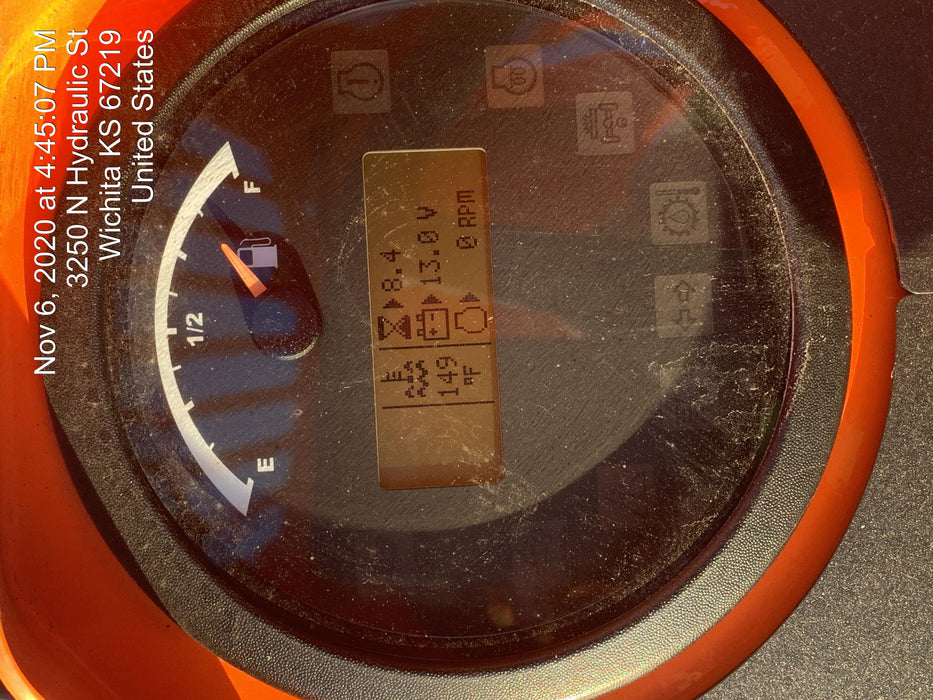 Nov 6, 2020 at 4:45:07 PM
3250 N Hydraulic St
Wichita KS 67219
United States
F
1/2
E
8.4
13.0 V
0 RPM
149
°F